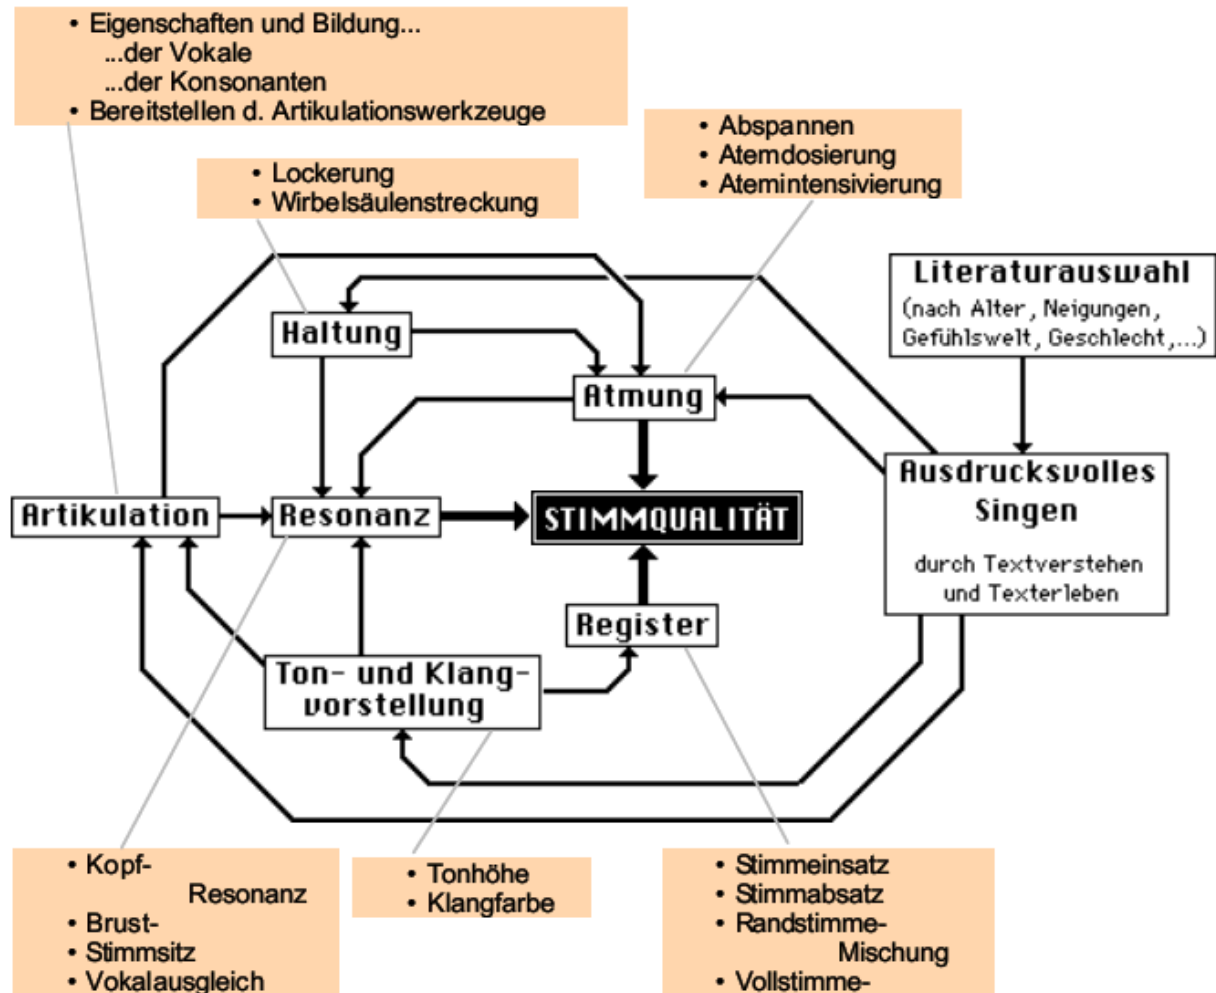 • Eigenschaften und Bildung...
...der Vokale
...der Konsonanten
• Bereitstellen d. Artikulationswerkzeuge
• Abspannen
• Atemdosierung
• Atemintensivierung
• Lockerung
• Wirbelsäulenstreckung
Literaturauswahl
(nach Alter, Neigungen,
Gefühlswelt, Geschlecht,...)
Haltung
Atmung
Ausdrucksvolles
Singen
durch Textverstehen
und Texterleben
Artikulation
Resonanz
STIMMQUALITÄT
Register
Ton- und Klang-
vorstellung
• Kopf-
Resonanz
• Brust-
• Stimmsitz
• Vokalausgleich
• Tonhöhe
• Klangfarbe
• Stimmeinsatz
• Stimmabsatz
• Randstimme-
Mischung
• Vollstimme-